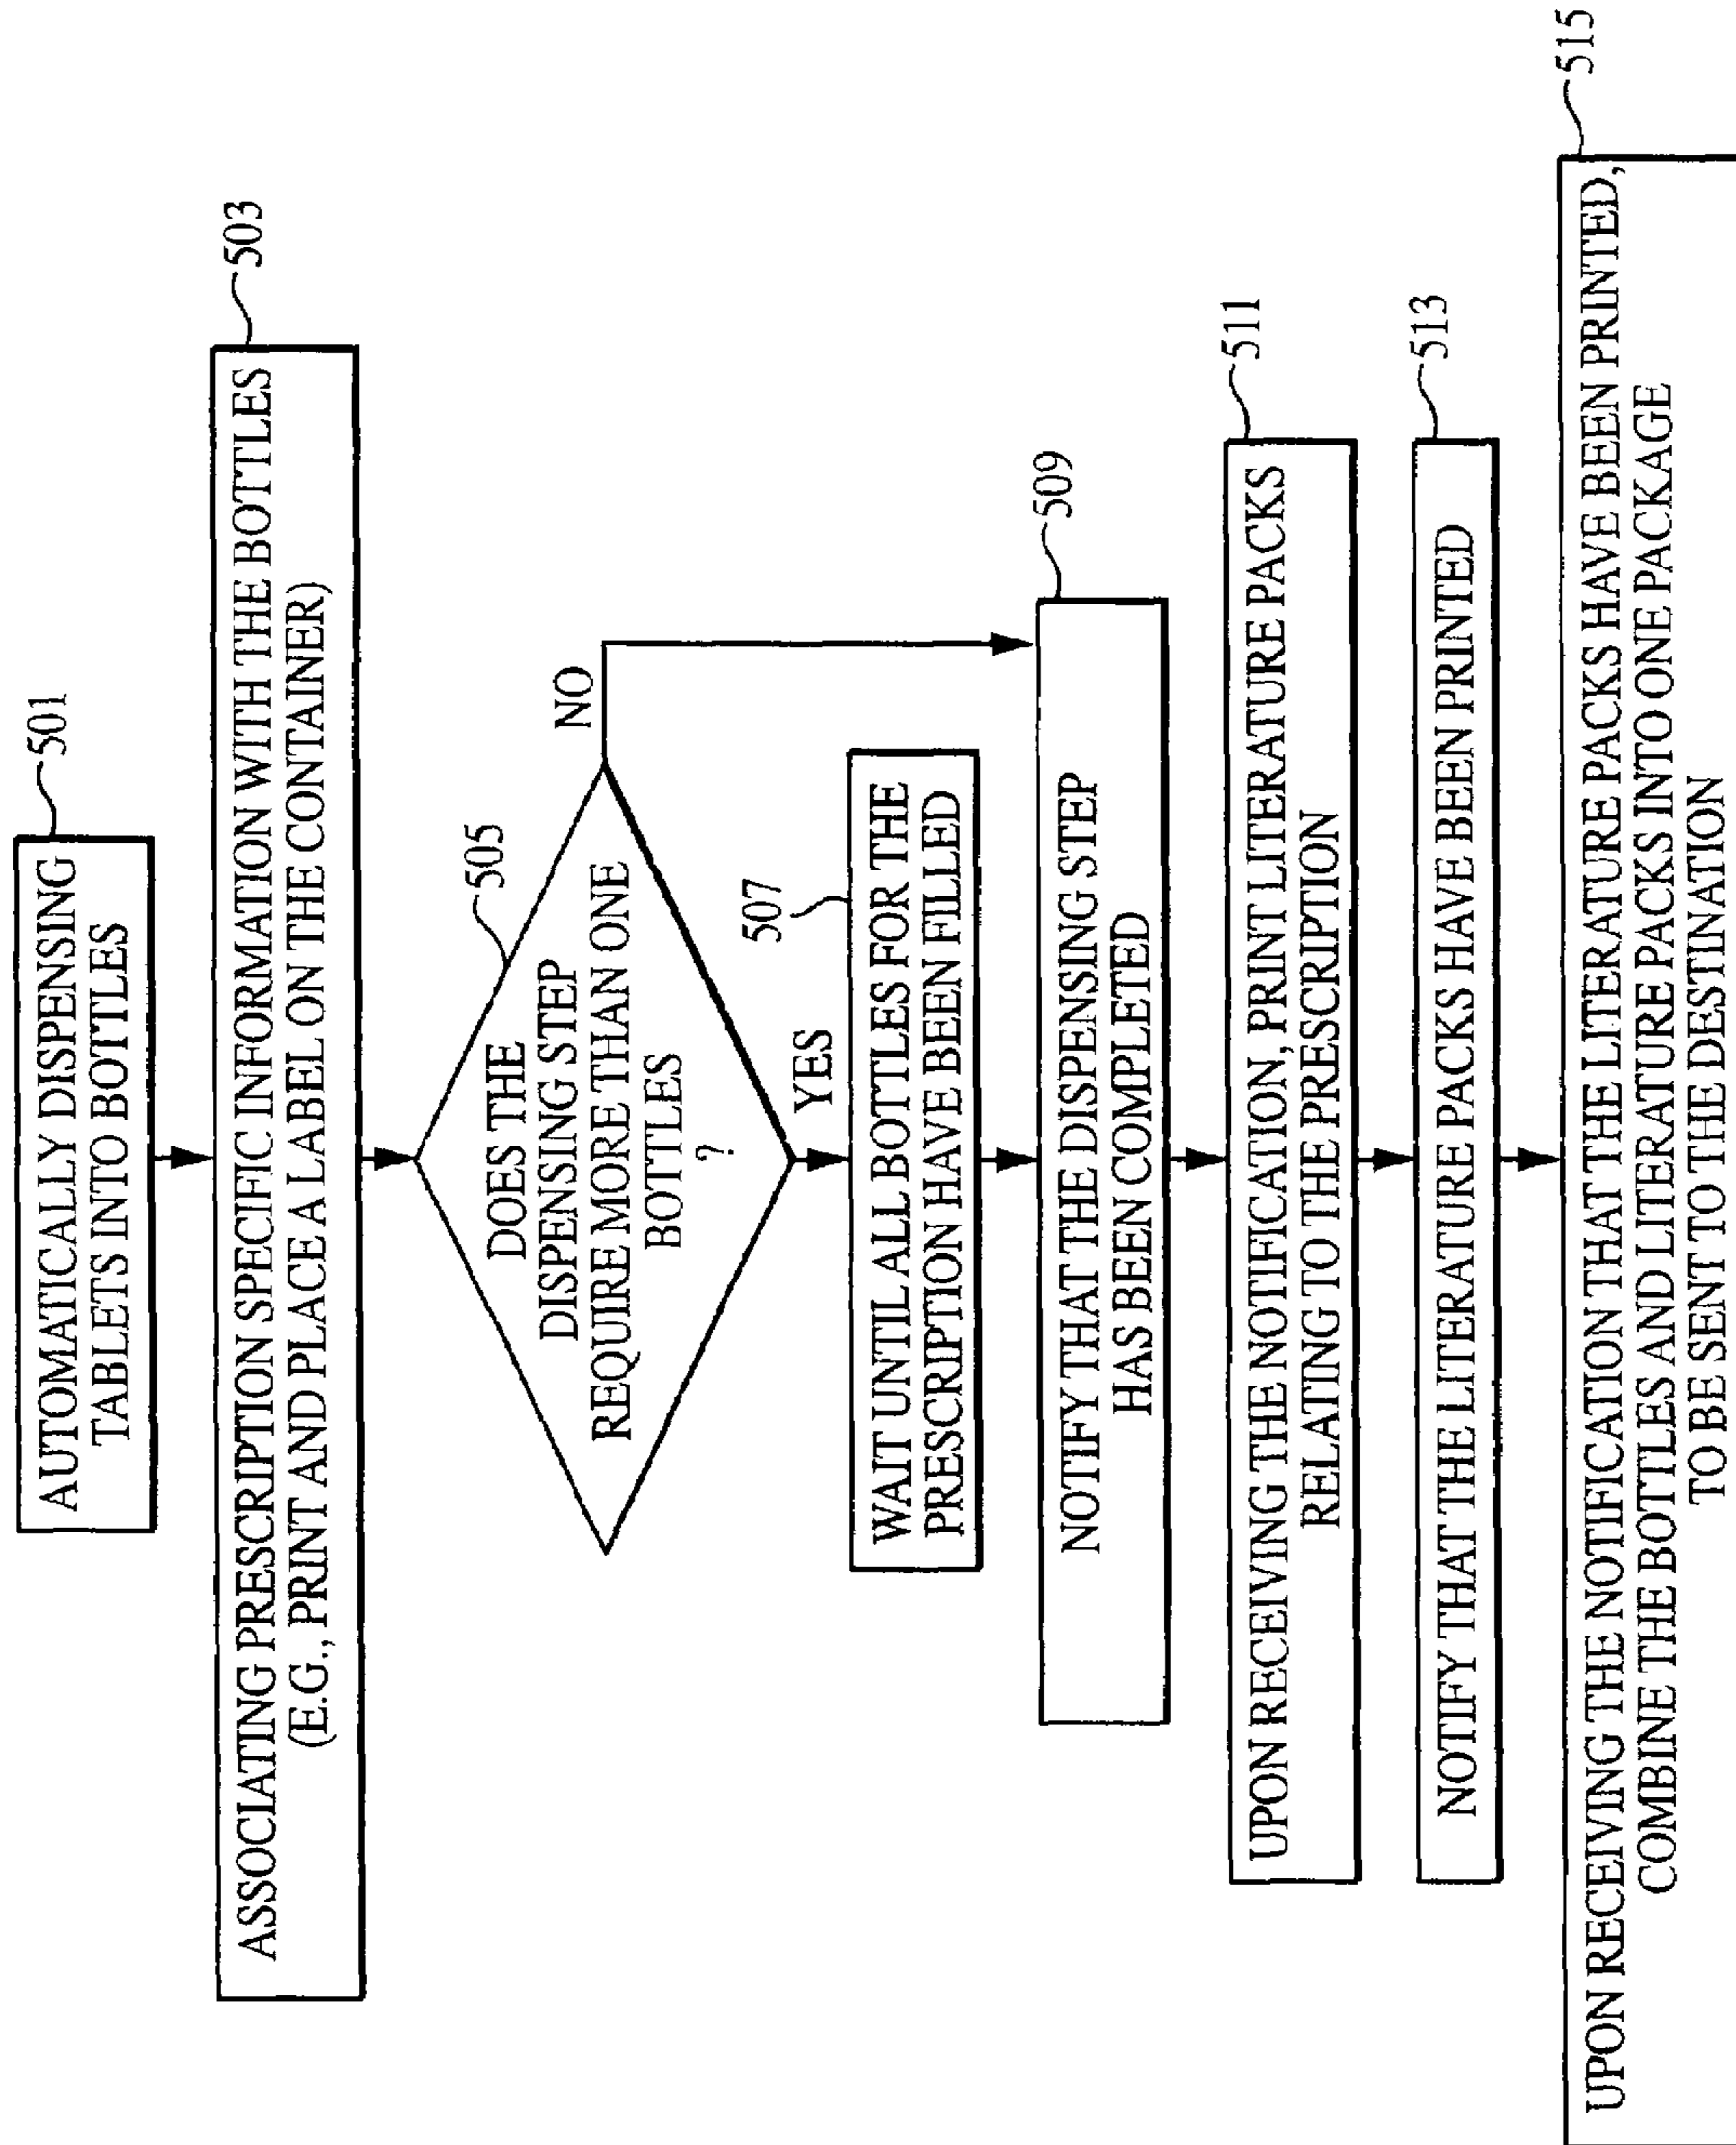 501
AUTOMATICALLY DISPENSING
TABLETS INTO BOTTLES
503
ASSOCIATING PRESCRIPTION SPECIFIC INFORMATION WITH THE BOTTLES
(E.G., PRINT AND PLACE A LABEL ON THE CONTAINER)
505
DOES THE
DISPENSING STEP
REQUIRE MORE THAN ONE
BOTTLES
?
NO
YES
507
WAIT UNTIL ALL BOTTLES FOR THE
PRESCRIPTION HAVE BEEN FILLED
509
NOTIFY THAT THE DISPENSING STEP
HAS BEEN COMPLETED
511
UPON RECEIVING THE NOTIFICATION, PRINT LITERATURE PACKS
RELATING TO THE PRESCRIPTION
513
NOTIFY THAT THE LITERATURE PACKS HAVE BEEN PRINTED
515
UPON RECEIVING THE NOTIFICATION THAT THE LITERATURE PACKS HAVE BEEN PRINTED,
COMBINE THE BOTTLES AND LITERATURE PACKS INTO ONE PACKAGE
TO BE SENT TO THE DESTINATION